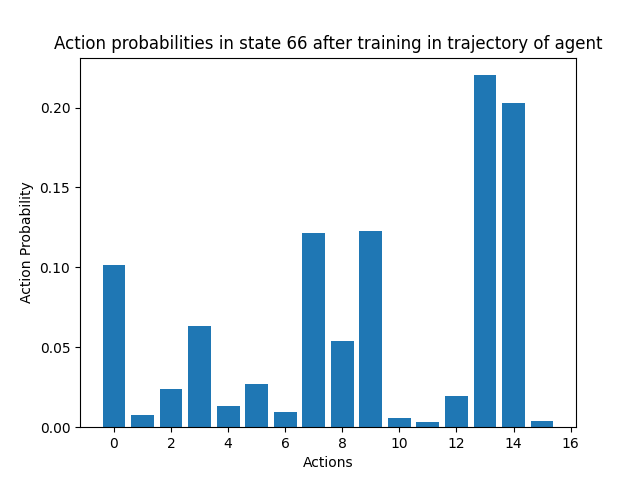 Action probabilities in state 66 after training in trajectory of agent
0.20
0.15
0.10
0.05
0.00
Action Probability
0 2 4 6 8 10 12 14 16
Actions